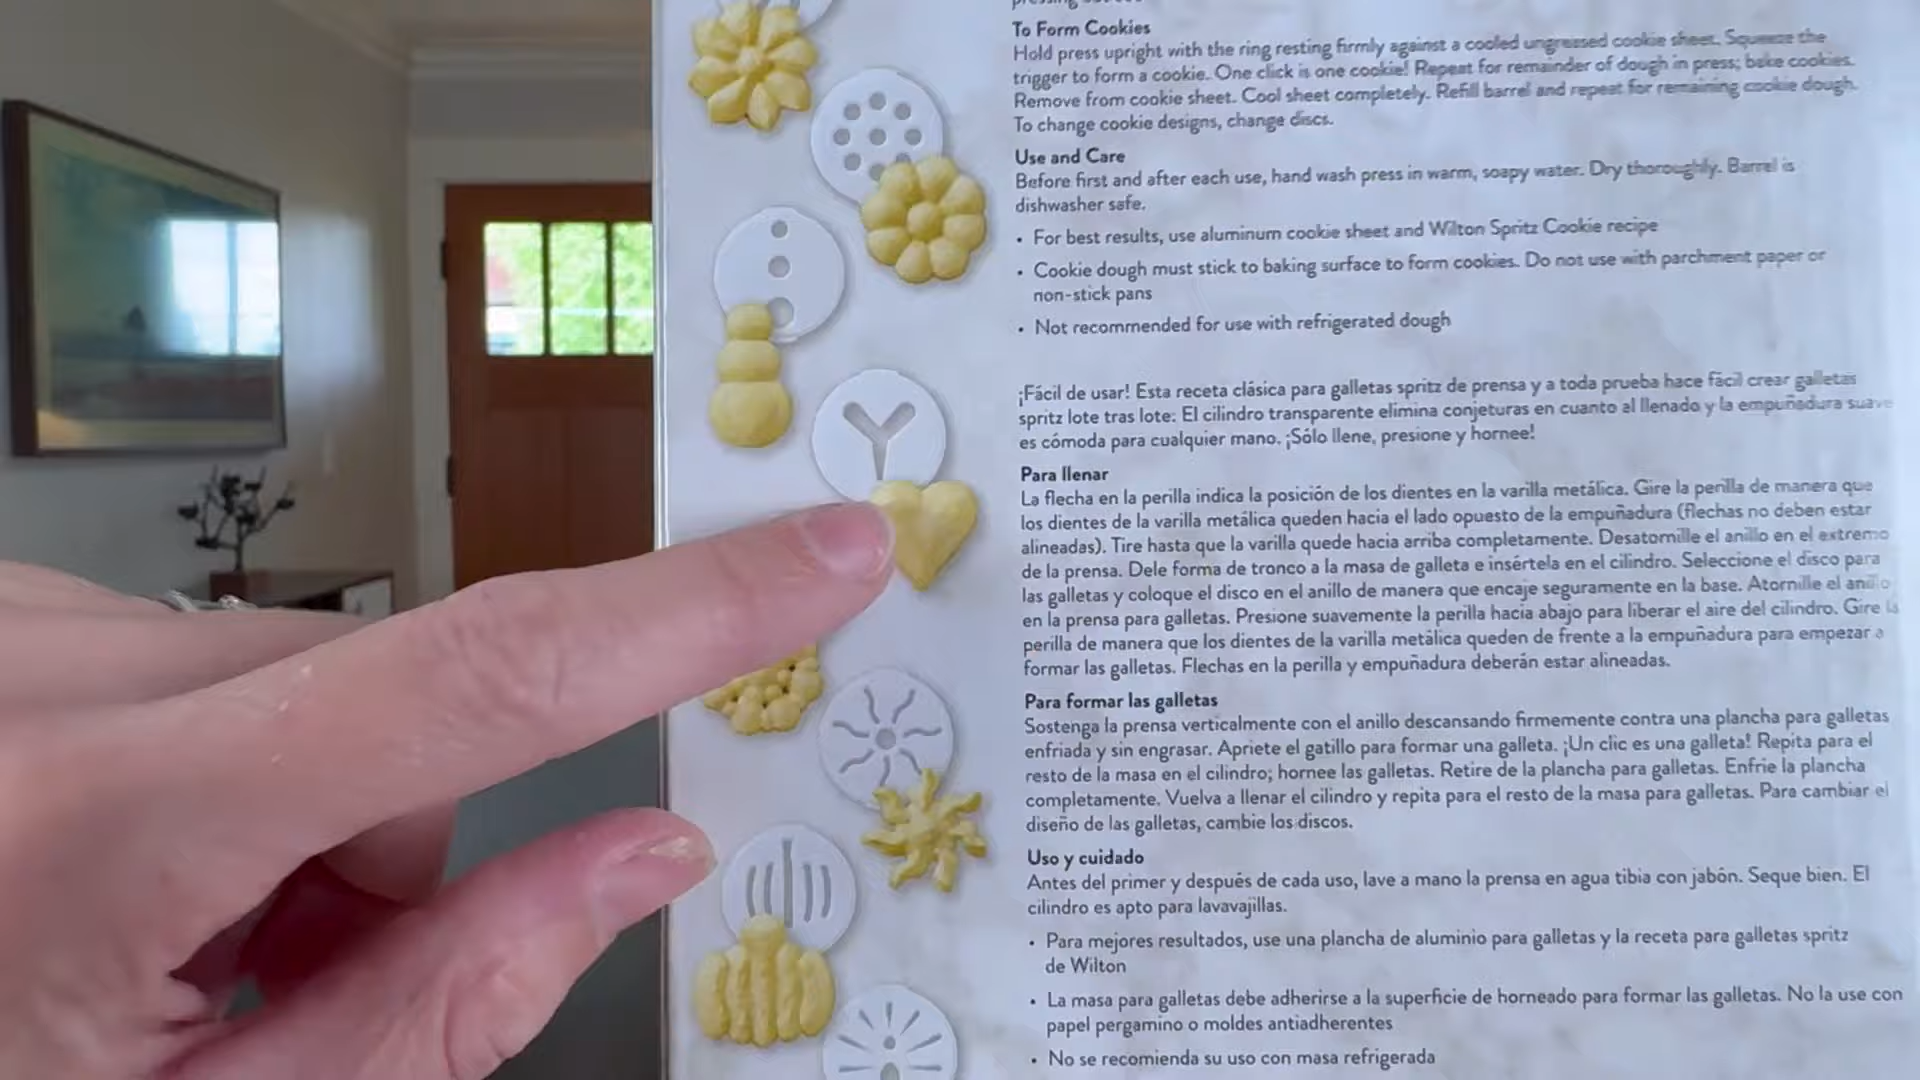 To Form Cookies
Hold press upright with the ring resting firmly against a cooled ungreased cookie sheet. Squeeze the
trigger to form a cookie. One click is one cookie! Repeat for remainder of dough in press; bake cookies.
Remove from cookie sheet. Cool sheet completely. Refill barrel and repeat for remaining cookie dough.
To change cookie designs, change discs.
Use and Care
Before first and after each use, hand wash press in warm, soapy water. Dry thoroughly. Barrel is
dishwasher safe.
• For best results, use aluminum cookie sheet and Wilton Spritz Cookie recipe
• Cookie dough must stick to baking surface to form cookies. Do not use with parchment paper or
non-stick pans
• Not recommended for use with refrigerated dough
¡Fácil de usar! Esta receta clásica para galletas spritz de prensa y a toda prueba hace fácil crear galletas
spritz lote tras lote. El cilindro transparente elimina conjeturas en cuanto al llenado y la empuñadura suave
es cómoda para cualquier mano. ¡Sólo llene, presione y hornee!
Para llenar
La flecha en la perilla indica la posición de los dientes en la varilla metálica. Gire la perilla de manera que
los dientes de la varilla metálica queden hacia el lado opuesto de la empuñadura (flechas no deben estar
alineadas). Tire hasta que la varilla quede hacia arriba completamente. Desatornille el anillo en el extremo
de la prensa. Dele forma de tronco a la masa de galleta e insértela en el cilindro. Seleccione el disco para
las galletas y coloque el disco en el anillo de manera que encaje seguramente en la base. Atornille el anillo
en la prensa para galletas. Presione suavemente la perilla hacia abajo para liberar el aire del cilindro. Gire la
perilla de manera que los dientes de la varilla metálica queden de frente a la empuñadura para empezar a
formar las galletas. Flechas en la perilla y empuñadura deberán estar alineadas.
Para formar las galletas
Sostenga la prensa verticalmente con el anillo descansando firmemente contra una plancha para galletas
enfriada y sin engrasar. Apriete el gatillo para formar una galleta. ¡Un clic es una galleta! Repita para el
resto de la masa en el cilindro; hornee las galletas. Retire de la plancha para galletas. Enfríe la plancha
completamente. Vuelva a llenar el cilindro y repita para el resto de la masa para galletas. Para cambiar el
diseño de las galletas, cambie los discos.
Uso y cuidado
Antes del primer y después de cada uso, lave a mano la prensa en agua tibia con jabón. Seque bien. El
cilindro es apto para lavavajillas.
• Para mejores resultados, use una plancha de aluminio para galletas y la receta para galletas spritz
de Wilton
• La masa para galletas debe adherirse a la superficie de horneado para formar las galletas. No la use con
papel pergamino o moldes antiadherentes
• No se recomienda su uso con masa refrigerada